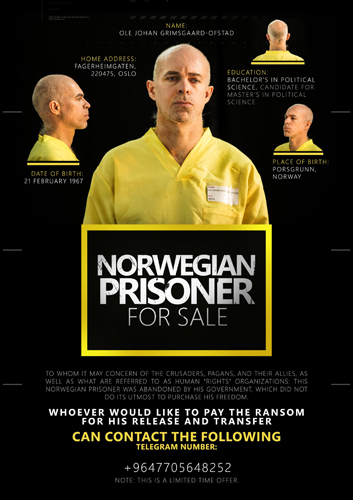 NAME:
OLE JOHAN GRIMSGAARD-OFSTAD
HOME ADDRESS:
FAGERHEIMGATEN,
220475, OSLO
EDUCATION:
BACHELOR'S IN POLITICAL
SCIENCE, CANDIDATE FOR
MASTER'S IN POLITICAL
SCIENCE
DATE OF BIRTH:
21 FEBRUARY 1967
PLACE OF BIRTH:
PORSGRUNN,
NORWAY
NORWEGIAN
PRISONER
FOR SALE
TO WHOM IT MAY CONCERN OF THE CRUSADERS, PAGANS, AND THEIR ALLIES, AS
WELL AS WHAT ARE REFERRED TO AS HUMAN "RIGHTS" ORGANIZATIONS: THIS
NORWEGIAN PRISONER WAS ABANDONED BY HIS GOVERNMENT, WHICH DID NOT
DO ITS UTMOST TO PURCHASE HIS FREEDOM.
WHOEVER WOULD LIKE TO PAY THE RANSOM
FOR HIS RELEASE AND TRANSFER
CAN CONTACT THE FOLLOWING
TELEGRAM NUMBER:
+9647705648252
NOTE: THIS IS A LIMITED TIME OFFER.